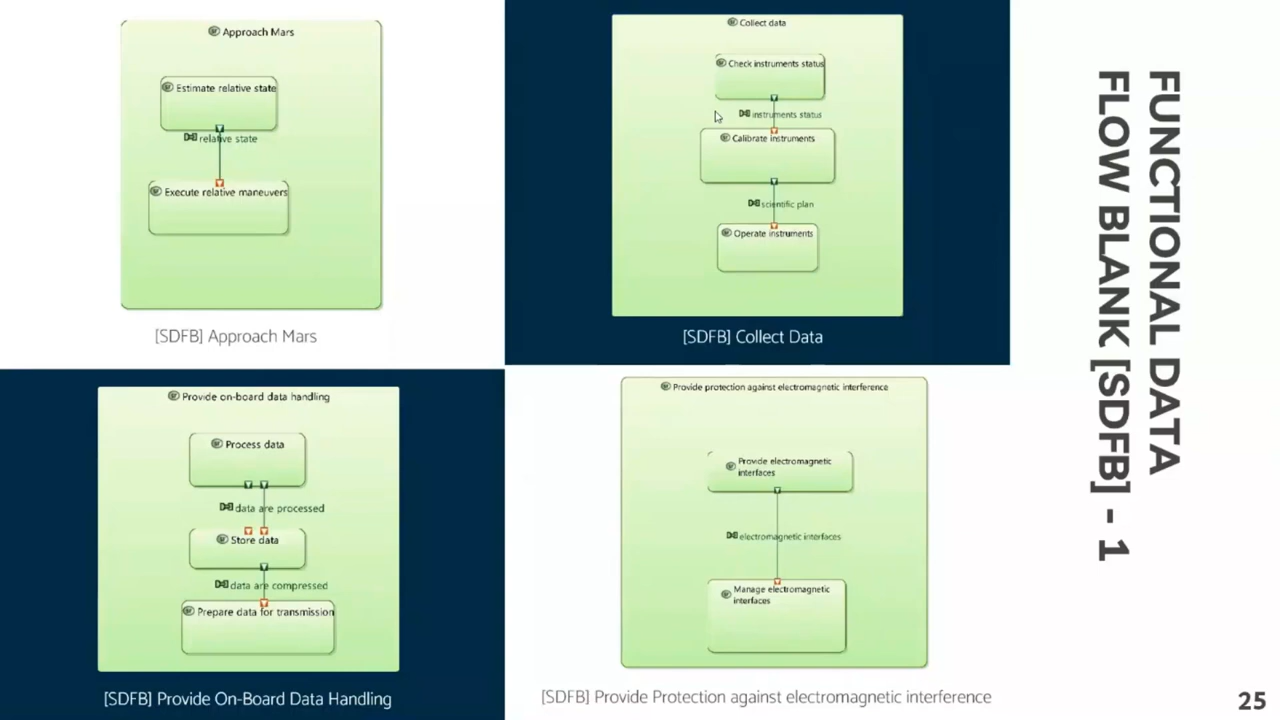 Approach Mars
Estimate relative state
relative state
Execute relative maneuvers
[SDFB] Approach Mars
Collect data
Check instruments status
instruments status
Calibrate instruments
scientific plan
Operate instruments
[SDFB] Collect Data
Provide on-board data handling
Process data
data are processed
Store data
data are compressed
Prepare data for transmission
[SDFB] Provide On-Board Data Handling
Provide protection against electromagnetic interference
Provide electromagnetic
interfaces
electromagnetic interfaces
Manage electromagnetic
interfaces
[SDFB] Provide Protection against electromagnetic interference
FUNCTIONAL DATA
FLOW BLANK [SDFB] - 1
25